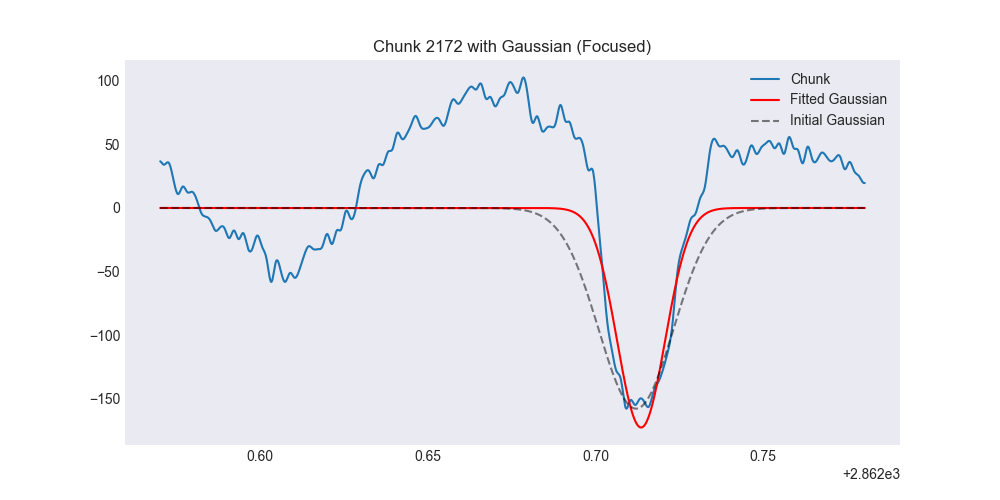 Chunk 2172 with Gaussian (Focused)
100
50
0
−50
−100
−150
Chunk
Fitted Gaussian
Initial Gaussian
0.60
0.65
0.70
0.75
+2.862e3